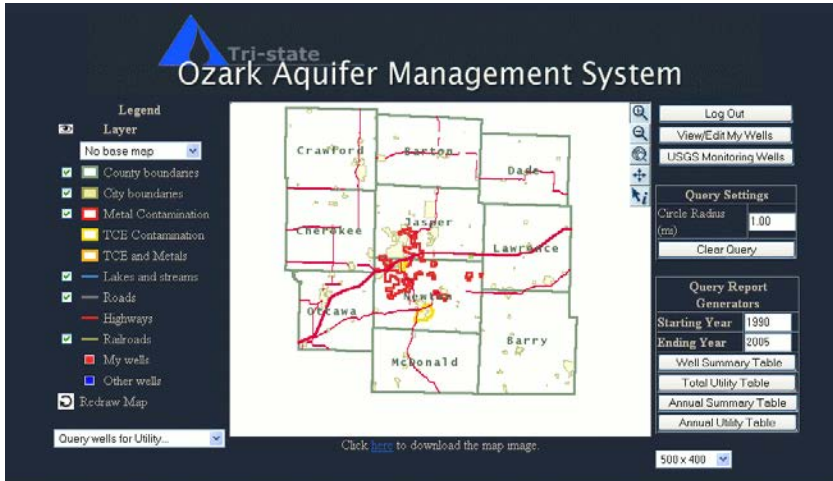 Tri-state
Ozark Aquifer Management System
Legend
Layer
No base map
County boundaries
City boundaries
Metal Contamination
TCE Contamination
TCE and Metals
Lakes and streams
Roads
Highways
Railroads
My wells
Other wells
Redraw Map
Query wells for Utility...
Crawford
Barton
Dade
Cherokee
Jasper
Lawrence
Ottawa
Newton
McDonald
Barry
Click here to download the map image.
Log Out
View/Edit My Wells
USGS Monitoring Wells
Query Settings
Circle Radius
(mi) 1.00
Clear Query
Query Report
Generators
Starting Year 1990
Ending Year 2005
Well Summary Table
Total Utility Table
Annual Summary Table
Annual Utility Table
500 x 400